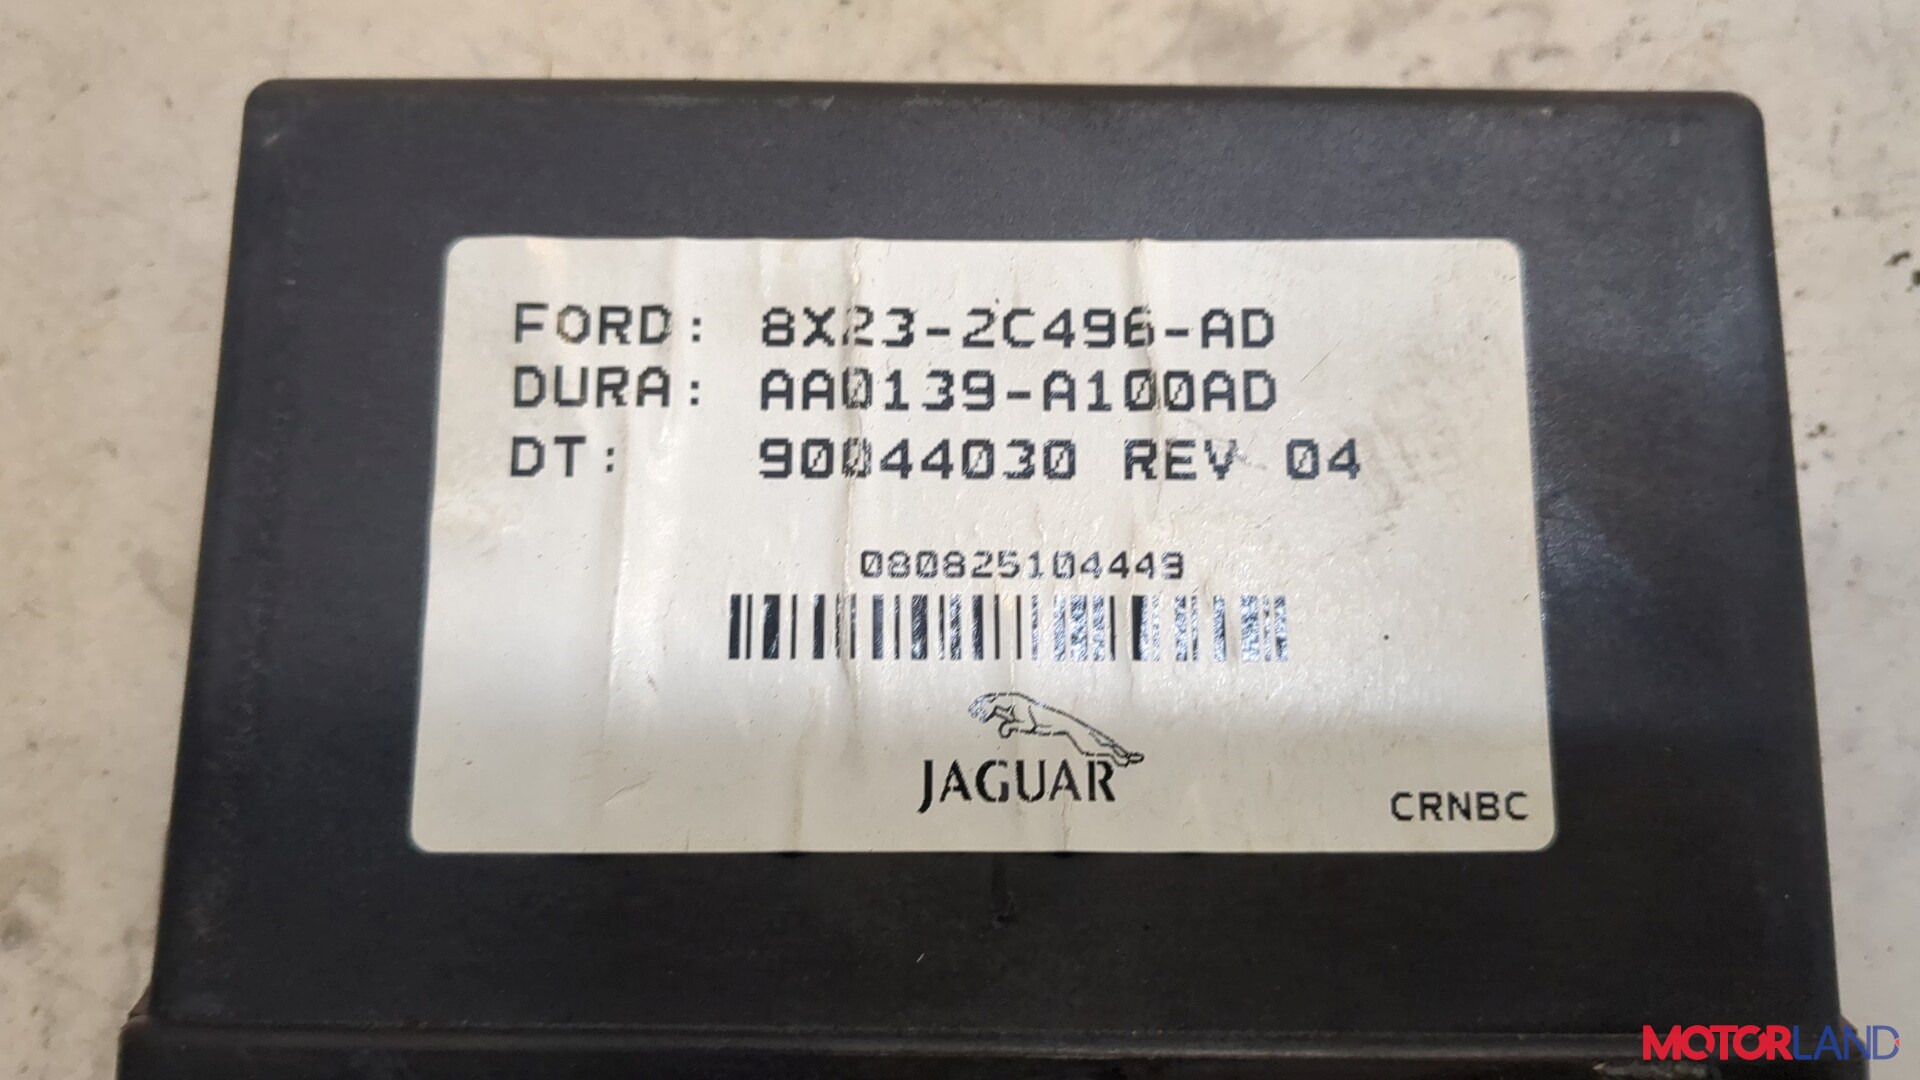 FORD: 8X23-2C496-AD
DURA: AA0139-A100AD
DT: 90044030 REV 04
080825104449
JAGUAR
CRNBC
MOTORLAND